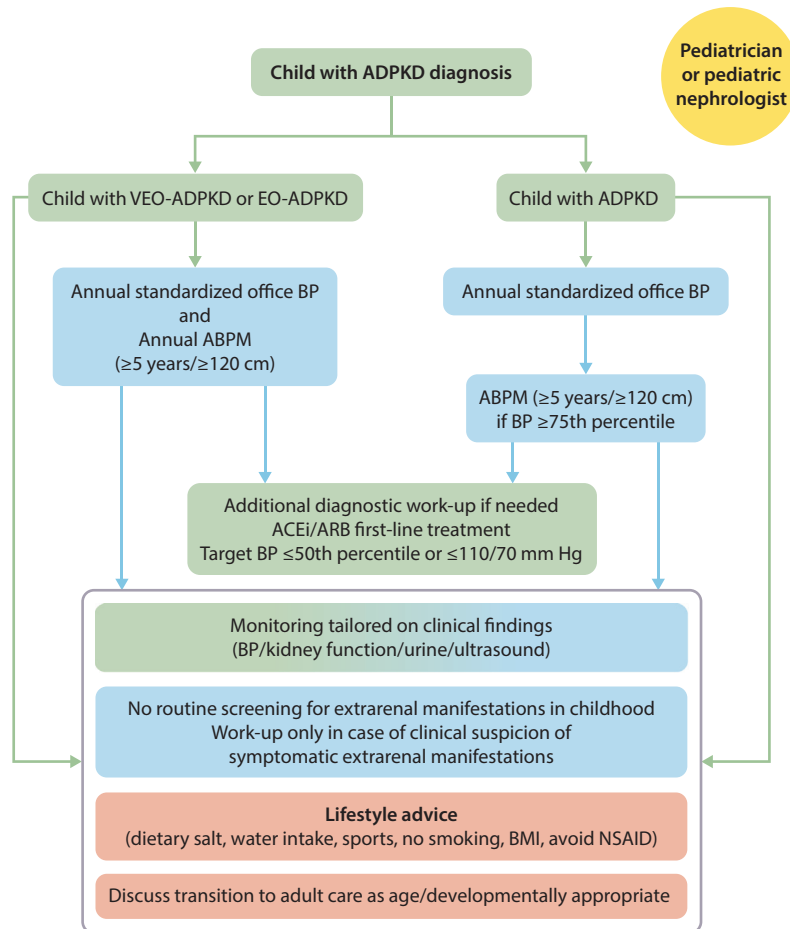 Pediatrician
or pediatric
nephrologist
Child with ADPKD diagnosis
Child with VEO-ADPKD or EO-ADPKD
Child with ADPKD
Annual standardized office BP
and
Annual ABPM
(≥5 years/≥120 cm)
Annual standardized office BP
ABPM (≥5 years/≥120 cm)
if BP ≥75th percentile
Additional diagnostic work-up if needed
ACEi/ARB first-line treatment
Target BP ≤50th percentile or ≤110/70 mm Hg
Monitoring tailored on clinical findings
(BP/kidney function/urine/ultrasound)
No routine screening for extrarenal manifestations in childhood
Work-up only in case of clinical suspicion of
symptomatic extrarenal manifestations
Lifestyle advice
(dietary salt, water intake, sports, no smoking, BMI, avoid NSAID)
Discuss transition to adult care as age/developmentally appropriate